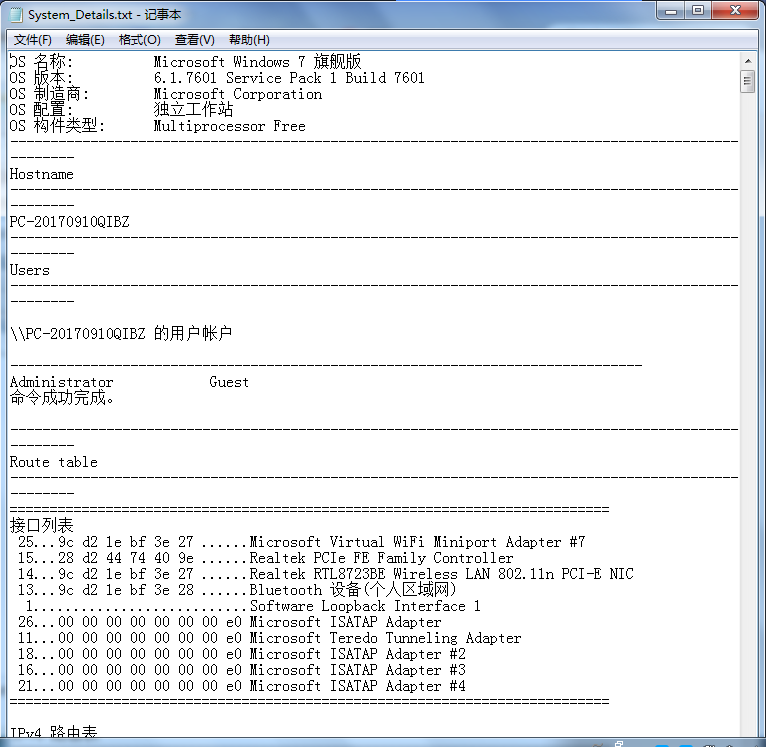 System_Details.txt - 记事本
文件(F) 编辑(E) 格式(O) 查看(V) 帮助(H)
OS 名称: Microsoft Windows 7 旗舰版
OS 版本: 6.1.7601 Service Pack 1 Build 7601
OS 制造商: Microsoft Corporation
OS 配置: 独立工作站
OS 构件类型: Multiprocessor Free
-------------------------------------------------------------------------------------------
--------
Hostname
-------------------------------------------------------------------------------------------
--------
PC-20170910QIBZ
-------------------------------------------------------------------------------------------
--------
Users
-------------------------------------------------------------------------------------------
--------
\\PC-20170910QIBZ 的用户帐户
-------------------------------------------------------------------------------
Administrator Guest
命令成功完成。
-------------------------------------------------------------------------------------------
--------
Route table
-------------------------------------------------------------------------------------------
--------
===========================================================================
接口列表
25...9c d2 1e bf 3e 27 ......Microsoft Virtual WiFi Miniport Adapter #7
15...28 d2 44 74 40 9e ......Realtek PCIe FE Family Controller
14...9c d2 1e bf 3e 27 ......Realtek RTL8723BE Wireless LAN 802.11n PCI-E NIC
13...9c d2 1e bf 3e 28 ......Bluetooth 设备(个人区域网)
1...........................Software Loopback Interface 1
26...00 00 00 00 00 00 00 e0 Microsoft ISATAP Adapter
11...00 00 00 00 00 00 00 e0 Microsoft Teredo Tunneling Adapter
18...00 00 00 00 00 00 00 e0 Microsoft ISATAP Adapter #2
16...00 00 00 00 00 00 00 e0 Microsoft ISATAP Adapter #3
21...00 00 00 00 00 00 00 e0 Microsoft ISATAP Adapter #4
===========================================================================
IPv4 路由表